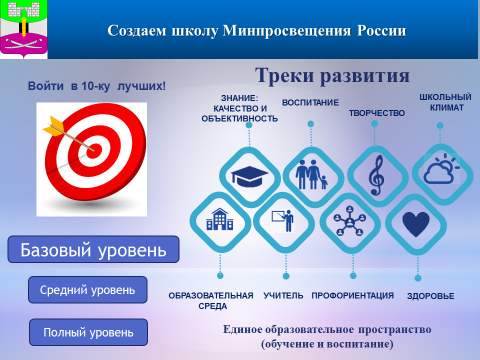 Создаем школу Минпросвещения России
Войти в 10-ку лучших!
Треки развития
ЗНАНИЕ:
КАЧЕСТВО И
ОБЪЕКТИВНОСТЬ
ВОСПИТАНИЕ
ТВОРЧЕСТВО
ШКОЛЬНЫЙ
КЛИМАТ
Базовый уровень
Средний уровень
Полный уровень
ОБРАЗОВАТЕЛЬНАЯ
СРЕДА
УЧИТЕЛЬ
ПРОФОРИЕНТАЦИЯ
ЗДОРОВЬЕ
Единое образовательное пространство
(обучение и воспитание)